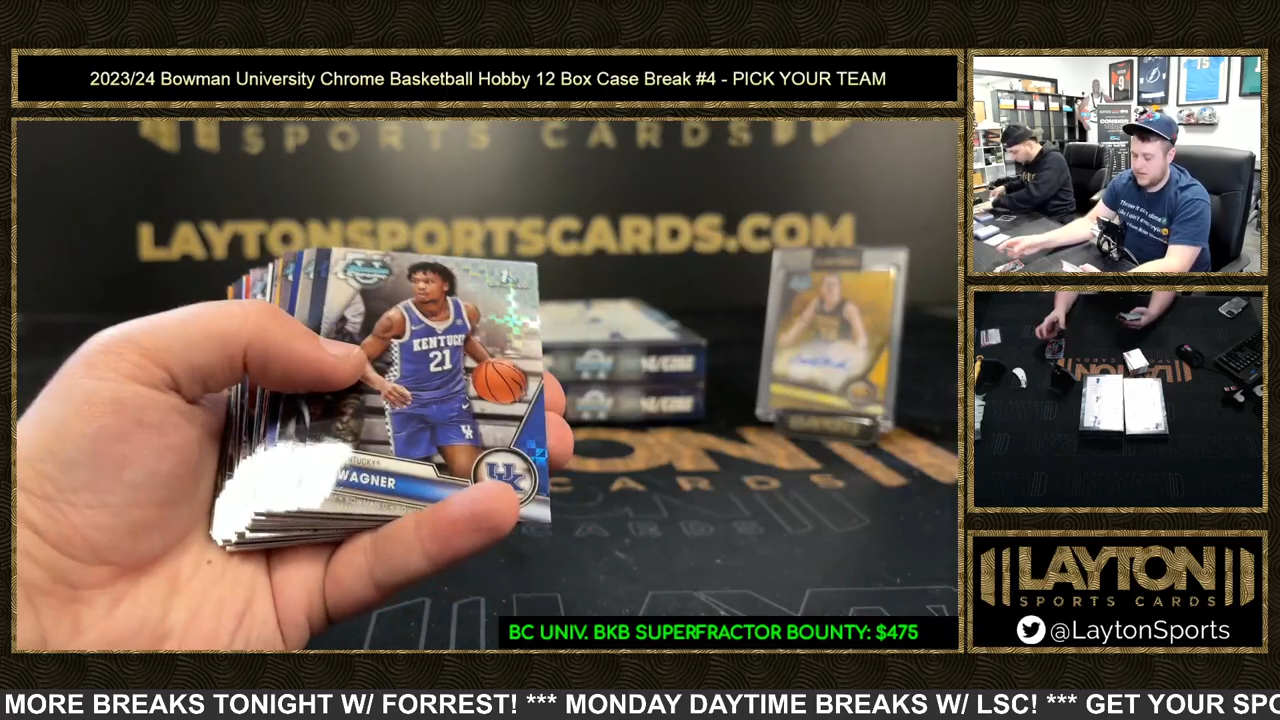 2023/24 Bowman University Chrome Basketball Hobby 12 Box Case Break #4 - PICK YOUR TEAM
SPORTS CARDS
LAYTONSPORTSCARDS.COM
KENTUCKY
21
WAGNER
UK
BC UNIV. BKB SUPERFRACTOR BOUNTY: $475
LAYTON
SPORTS CARDS
@LaytonSports
MORE BREAKS TONIGHT W/ FORREST! *** MONDAY DAYTIME BREAKS W/ LSC! *** GET YOUR SPO